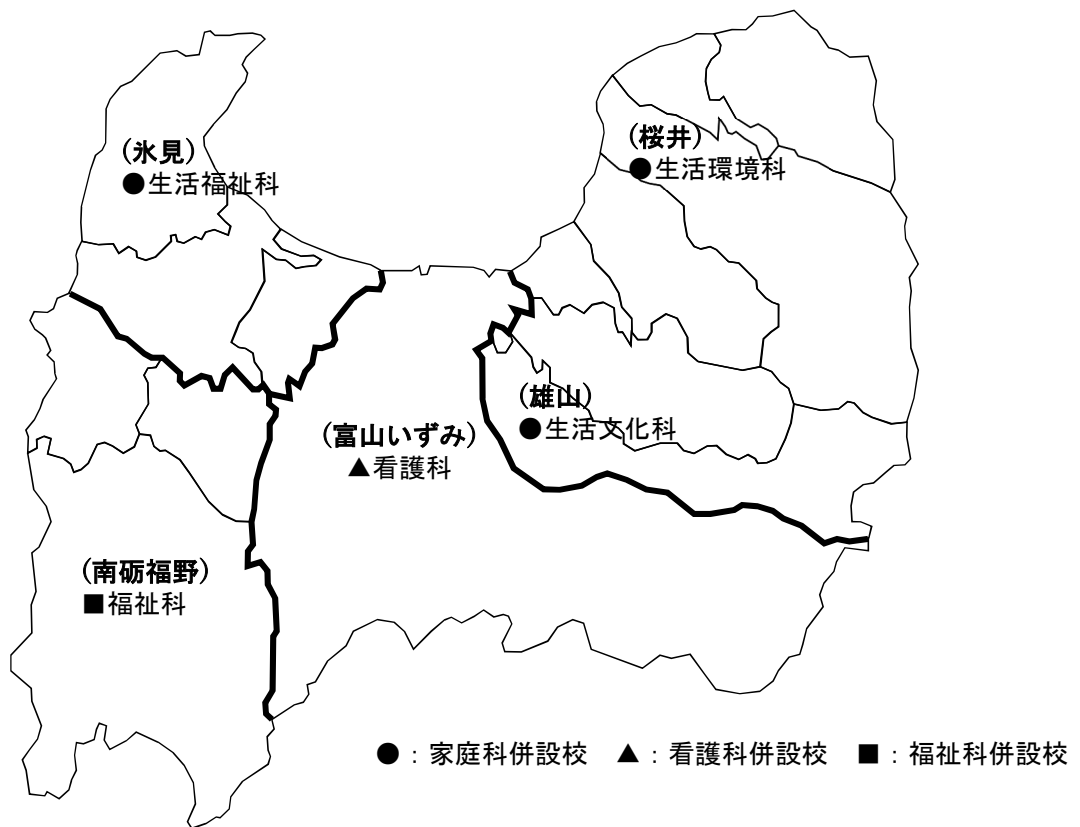 (氷見)
●生活福祉科
(桜井)
●生活環境科
(雄山)
●生活文化科
(富山いずみ)
▲看護科
(南砺福野)
■福祉科
●：家庭科併設校　▲：看護科併設校　■：福祉科併設校